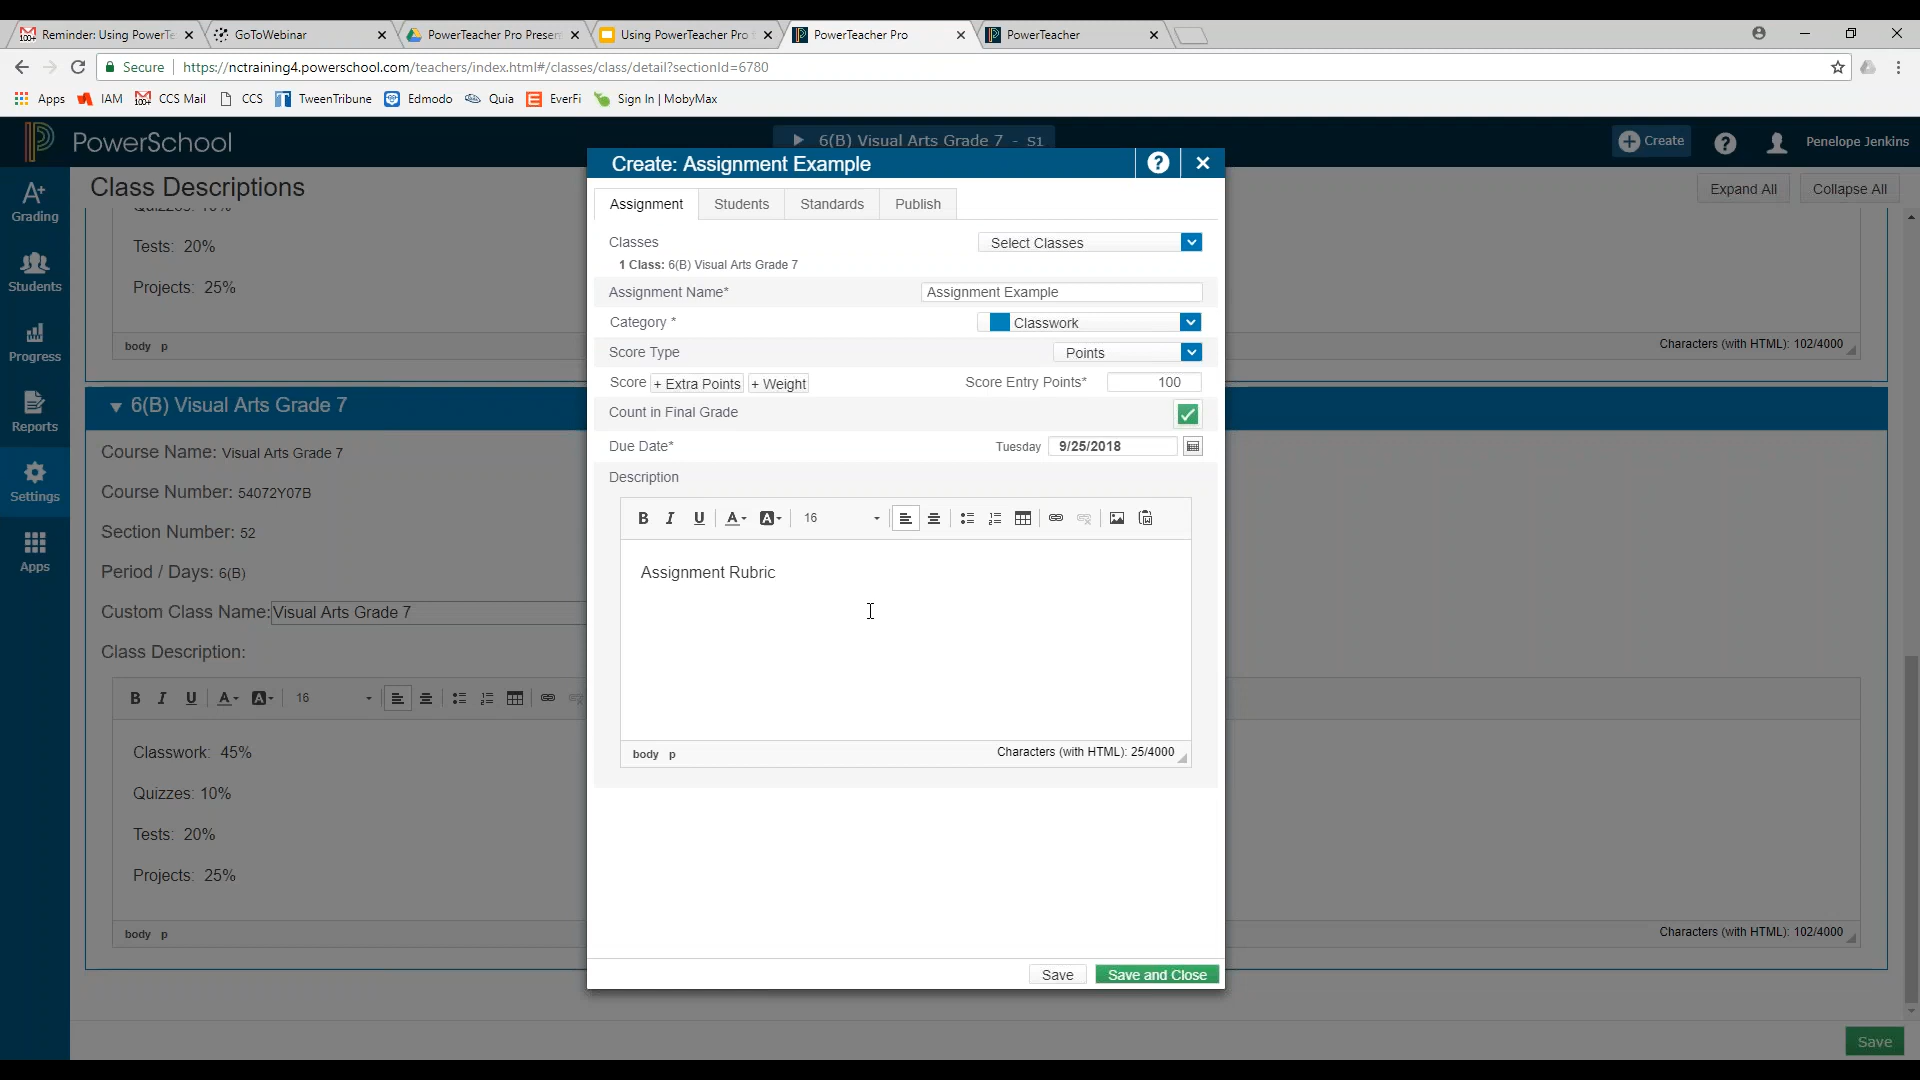 Reminder: Using PowerTe
GoToWebinar
PowerTeacher Pro Presen
Using PowerTeacher Pro
PowerTeacher Pro
PowerTeacher
Secure
https://nctraining4.powerschool.com/teachers/index.html#/classes/class/detail?sectionId=6780
Apps
IAM
CCS Mail
CCS
TweenTribune
Edmodo
Quia
EverFi
Sign In | MobyMax
PowerSchool
6(B) Visual Arts Grade 7 - S1
Create
Penelope Jenkins
Class Descriptions
Expand All
Collapse All
Grading
Students
Progress
Reports
Settings
Apps
Quizzes: 10%
Tests: 20%
Projects: 25%
body p
Characters (with HTML): 102/4000
6(B) Visual Arts Grade 7
Course Name: Visual Arts Grade 7
Course Number: 54072Y07B
Section Number: 52
Period / Days: 6(B)
Custom Class Name: Visual Arts Grade 7
Class Description:
B I U A A 16
Classwork: 45%
Quizzes: 10%
Tests: 20%
Projects: 25%
body p
Characters (with HTML): 102/4000
Save
Create: Assignment Example
?
Assignment
Students
Standards
Publish
Classes
Select Classes
1 Class: 6(B) Visual Arts Grade 7
Assignment Name*
Assignment Example
Category *
Classwork
Score Type
Points
Score + Extra Points + Weight
Score Entry Points* 100
Count in Final Grade
Due Date*
Tuesday 9/25/2018
Description
B I U A A 16
Assignment Rubric
body p
Characters (with HTML): 25/4000
Save
Save and Close